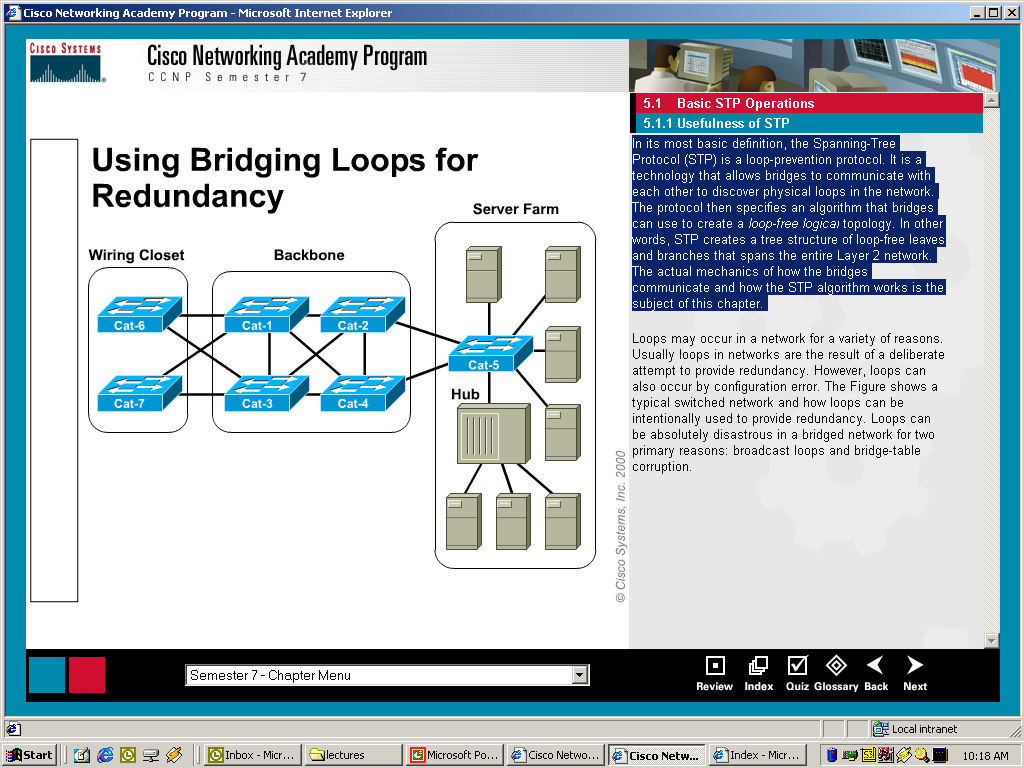 Cisco Networking Academy Program - Microsoft Internet Explorer
CISCO SYSTEMS
Cisco Networking Academy Program
CCNP Semester 7
5.1 Basic STP Operations
5.1.1 Usefulness of STP
Using Bridging Loops for
Redundancy
Server Farm
Wiring Closet
Backbone
Cat-6
Cat-1
Cat-2
Cat-5
Cat-7
Cat-3
Cat-4
Hub
© Cisco Systems, Inc. 2000
In its most basic definition, the Spanning-Tree
Protocol (STP) is a loop-prevention protocol. It is a
technology that allows bridges to communicate with
each other to discover physical loops in the network.
The protocol then specifies an algorithm that bridges
can use to create a loop-free logical topology. In other
words, STP creates a tree structure of loop-free leaves
and branches that spans the entire Layer 2 network.
The actual mechanics of how the bridges
communicate and how the STP algorithm works is the
subject of this chapter.
Loops may occur in a network for a variety of reasons.
Usually loops in networks are the result of a deliberate
attempt to provide redundancy. However, loops can
also occur by configuration error. The Figure shows a
typical switched network and how loops can be
intentionally used to provide redundancy. Loops can
be absolutely disastrous in a bridged network for two
primary reasons: broadcast loops and bridge-table
corruption.
Semester 7 - Chapter Menu
Review Index Quiz Glossary Back Next
Local intranet
Start Inbox - Micr... lectures Microsoft Po... Cisco Netwo... Cisco Netw... Index - Micr... 10:18 AM